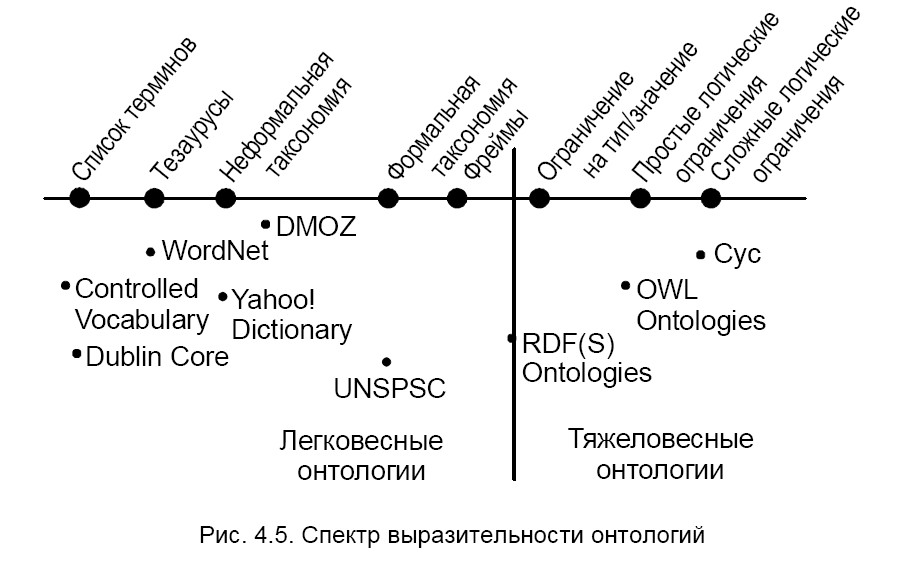 Список терминов
Тезаурусы
Неформальная
таксономия
Формальная
таксономия
Фреймы
Ограничение
на тип/значение
Простые логические
ограничения
Сложные логические
ограничения
DMOZ
WordNet
Cyc
Controlled
Vocabulary
Yahoo!
Dictionary
OWL
Ontologies
Dublin Core
RDF(S)
Ontologies
UNSPSC
Легковесные
онтологии
Тяжеловесные
онтологии
Рис. 4.5. Спектр выразительности онтологий